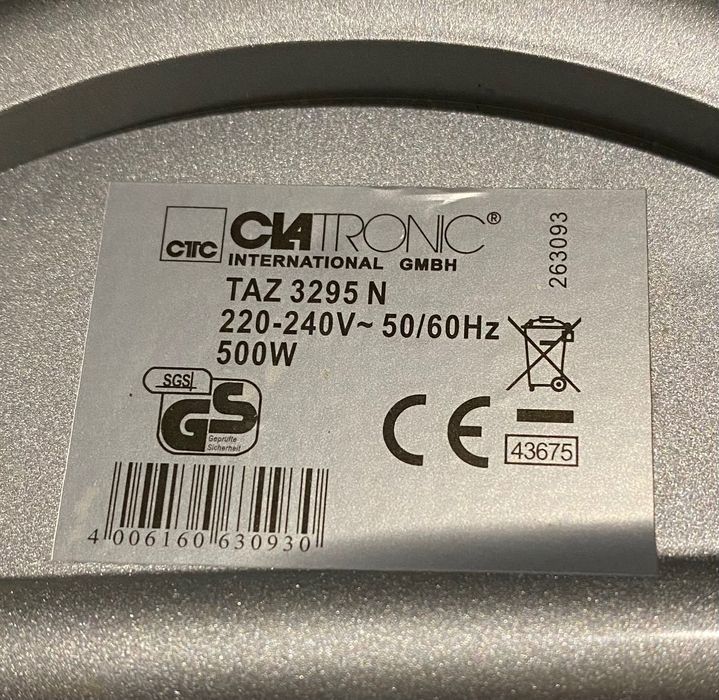 CTC
CLATRONIC®
INTERNATIONAL GMBH
263093
TAZ 3295 N
220-240V~ 50/60Hz
500W
SGS
GS
Geprüfte
Sicherheit
CE
43675
4 006160 630930